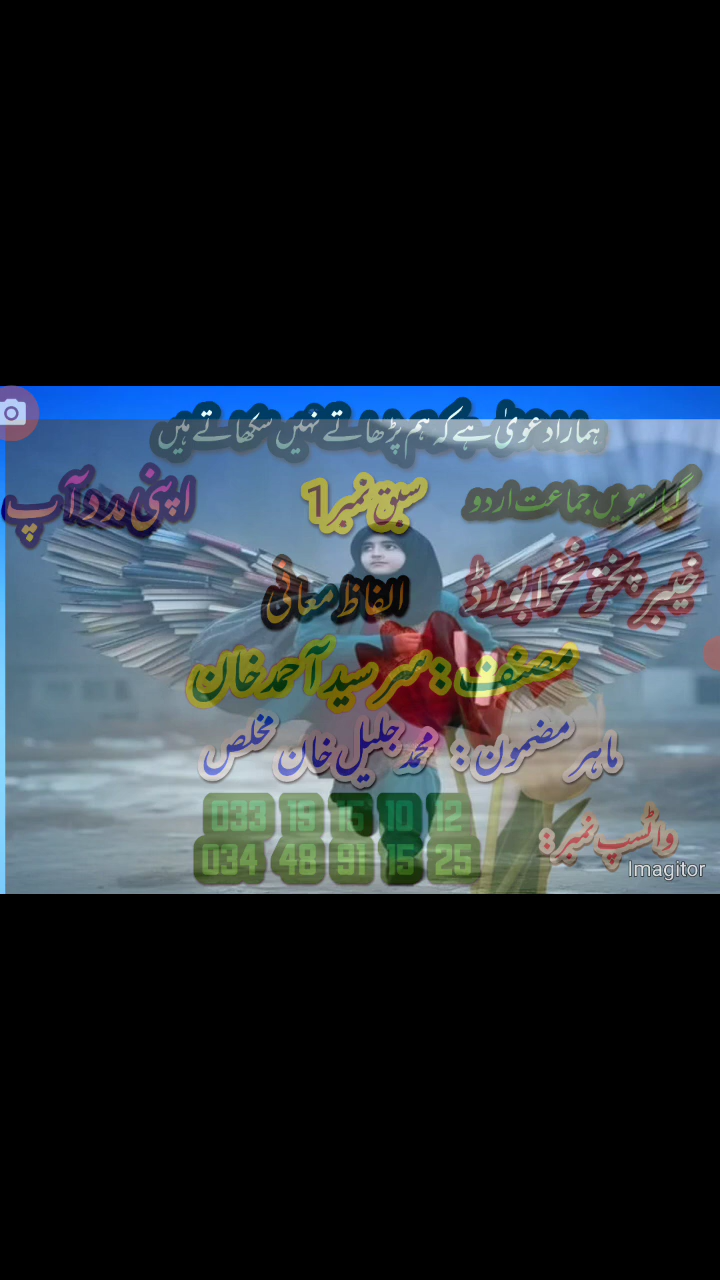 ہمارا دعویٰ ہے کہ ہم پڑھاتے نہیں سکھاتے ہیں
گیارہویں جماعت اردو سبق نمبر 1 اپنی مدد آپ
خیبر پختونخوا بورڈ الفاظ معانی
مصنف: سر سید آحمد خان
ماہر مضمون: محمد جلیل خان مخلص
033 19 16 10 12
واٹسپ نمبر:
034 48 91 15 25
Imagitor